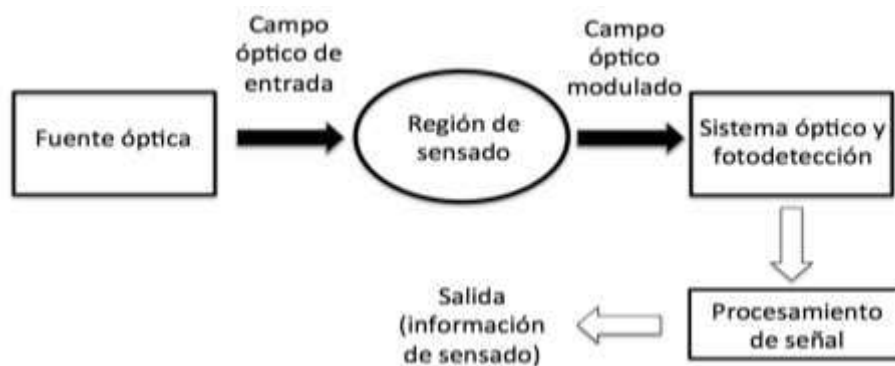 Fuente óptica
Campo
óptico de
entrada
Región de
sensado
Campo
óptico
modulado
Sistema óptico y
fotodetección
Procesamiento
de señal
Salida
(información
de sensado)